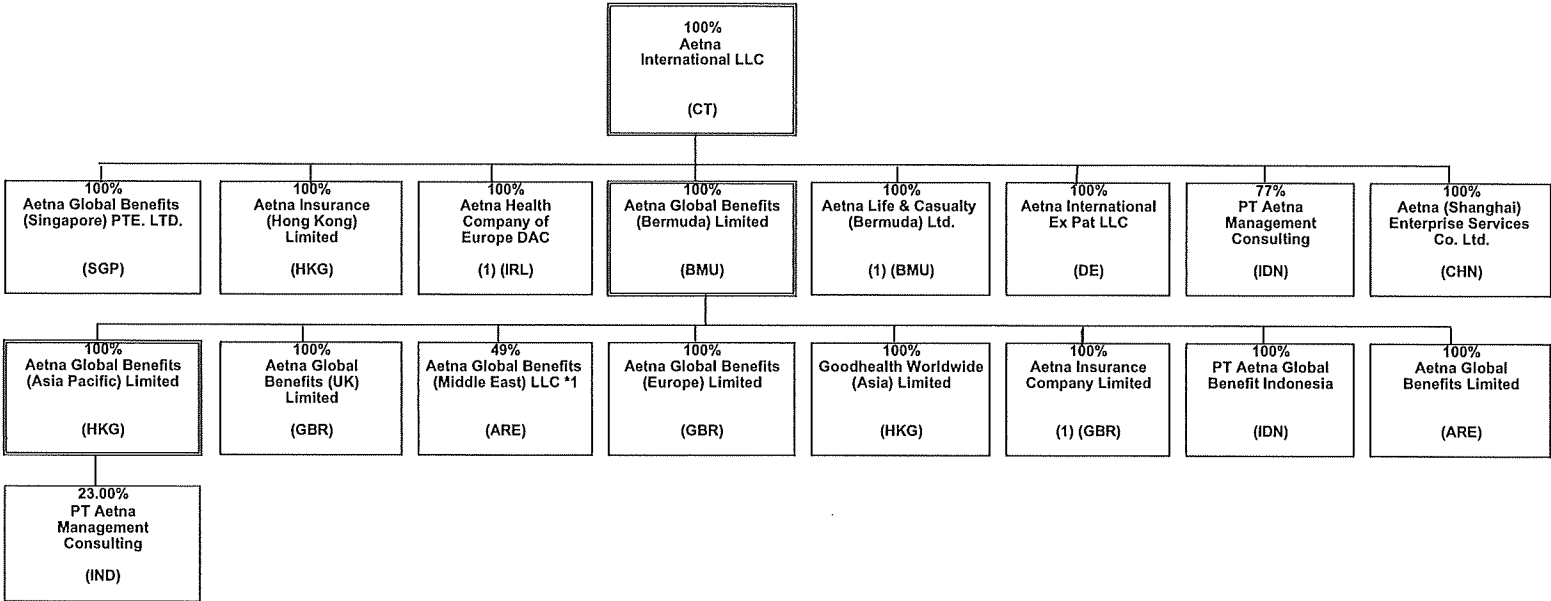 100%
Aetna
International LLC
(CT)
100%
Aetna Global Benefits
(Singapore) PTE. LTD.
(SGP)
100%
Aetna Insurance
(Hong Kong)
Limited
(HKG)
100%
Aetna Health
Company of
Europe DAC
(1) (IRL)
100%
Aetna Global Benefits
(Bermuda) Limited
(BMU)
100%
Aetna Life & Casualty
(Bermuda) Ltd.
(1) (BMU)
100%
Aetna International
Ex Pat LLC
(DE)
77%
PT Aetna
Management
Consulting
(IDN)
100%
Aetna (Shanghai)
Enterprise Services
Co. Ltd.
(CHN)
100%
Aetna Global Benefits
(Asia Pacific) Limited
(HKG)
100%
Aetna Global
Benefits (UK)
Limited
(GBR)
49%
Aetna Global Benefits
(Middle East) LLC *1
(ARE)
100%
Aetna Global Benefits
(Europe) Limited
(GBR)
100%
Goodhealth Worldwide
(Asia) Limited
(HKG)
100%
Aetna Insurance
Company Limited
(1) (GBR)
100%
PT Aetna Global
Benefit Indonesia
(IDN)
100%
Aetna Global
Benefits Limited
(ARE)
23.00%
PT Aetna
Management
Consulting
(IND)